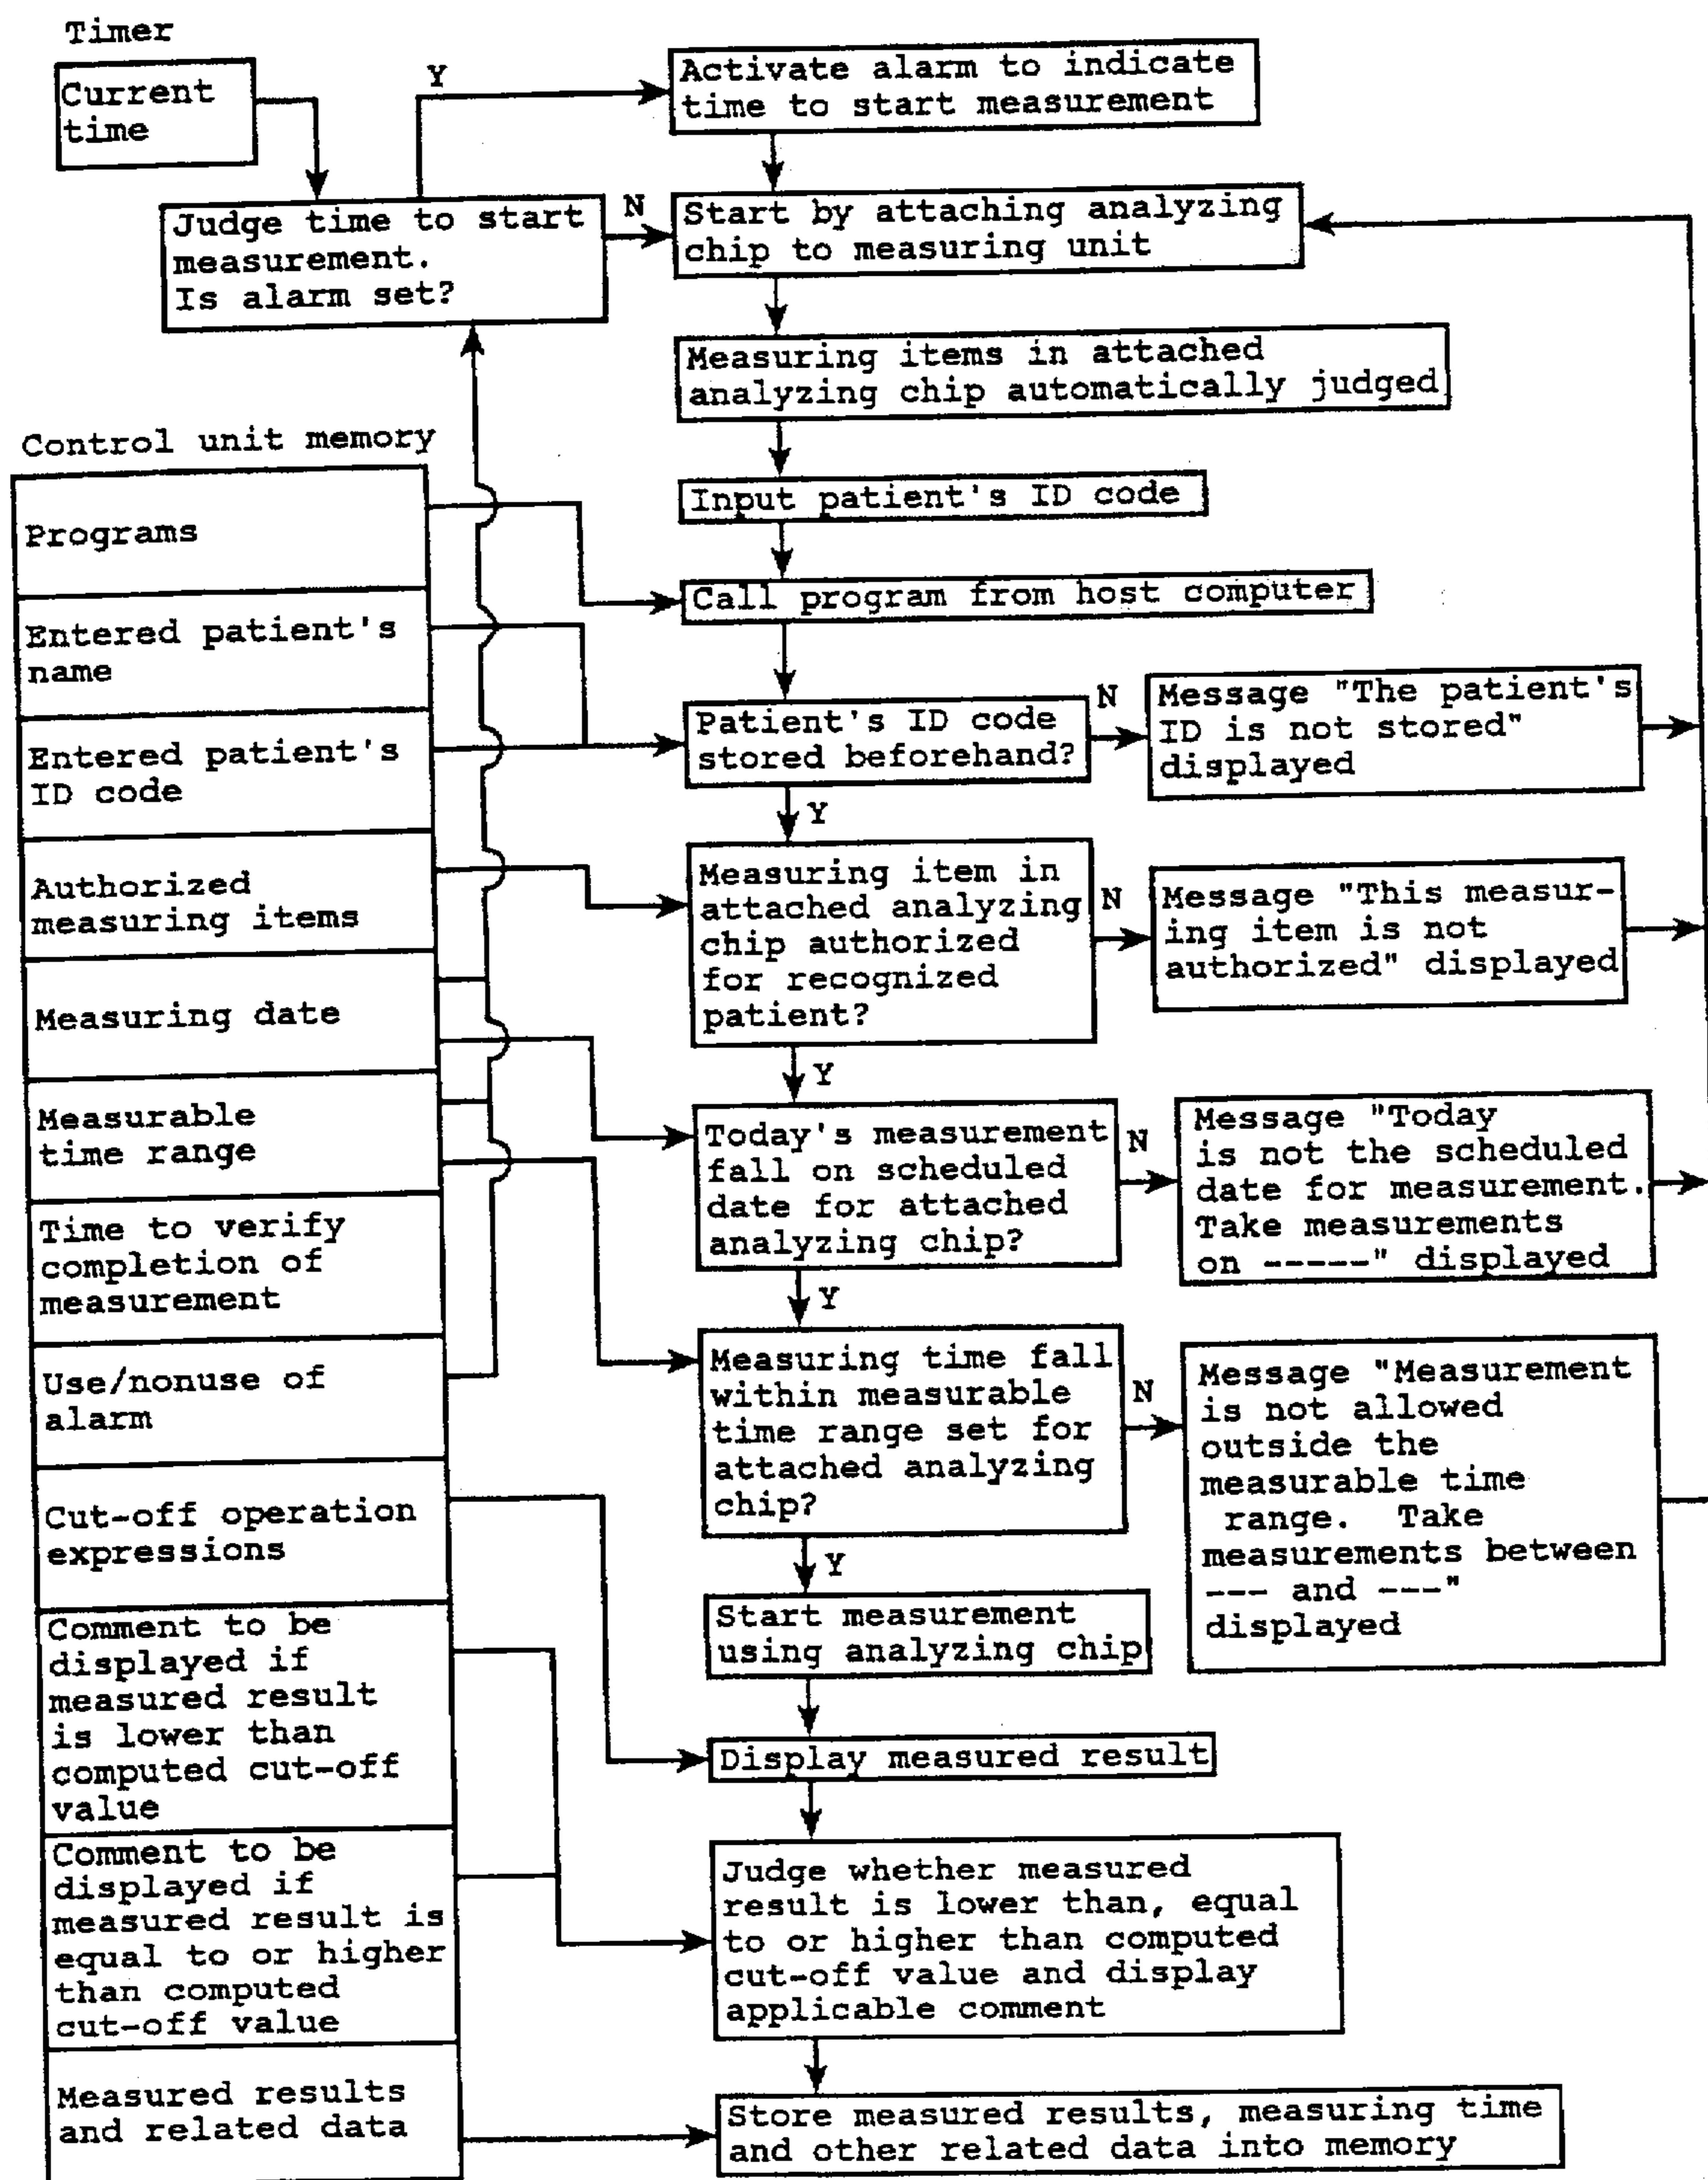 Timer
Current
time
Y
Activate alarm to indicate
time to start measurement
Judge time to start
measurement.
Is alarm set?
N
Start by attaching analyzing
chip to measuring unit
Measuring items in attached
analyzing chip automatically judged
Input patient's ID code
Call program from host computer
Patient's ID code
stored beforehand?
N
Message "The patient's
ID is not stored"
displayed
Y
Measuring item in
attached analyzing
chip authorized
for recognized
patient?
N
Message "This measur-
ing item is not
authorized" displayed
Y
Today's measurement
fall on scheduled
date for attached
analyzing chip?
N
Message "Today
is not the scheduled
date for measurement.
Take measurements
on -----" displayed
Y
Measuring time fall
within measurable
time range set for
attached analyzing
chip?
N
Message "Measurement
is not allowed
outside the
measurable time
range. Take
measurements between
--- and ---"
displayed
Y
Start measurement
using analyzing chip
Display measured result
Judge whether measured
result is lower than, equal
to or higher than computed
cut-off value and display
applicable comment
Store measured results, measuring time
and other related data into memory
Control unit memory
Programs
Entered patient's
name
Entered patient's
ID code
Authorized
measuring items
Measuring date
Measurable
time range
Time to verify
completion of
measurement
Use/nonuse of
alarm
Cut-off operation
expressions
Comment to be
displayed if
measured result
is lower than
computed cut-off
value
Comment to be
displayed if
measured result is
equal to or higher
than computed
cut-off value
Measured results
and related data